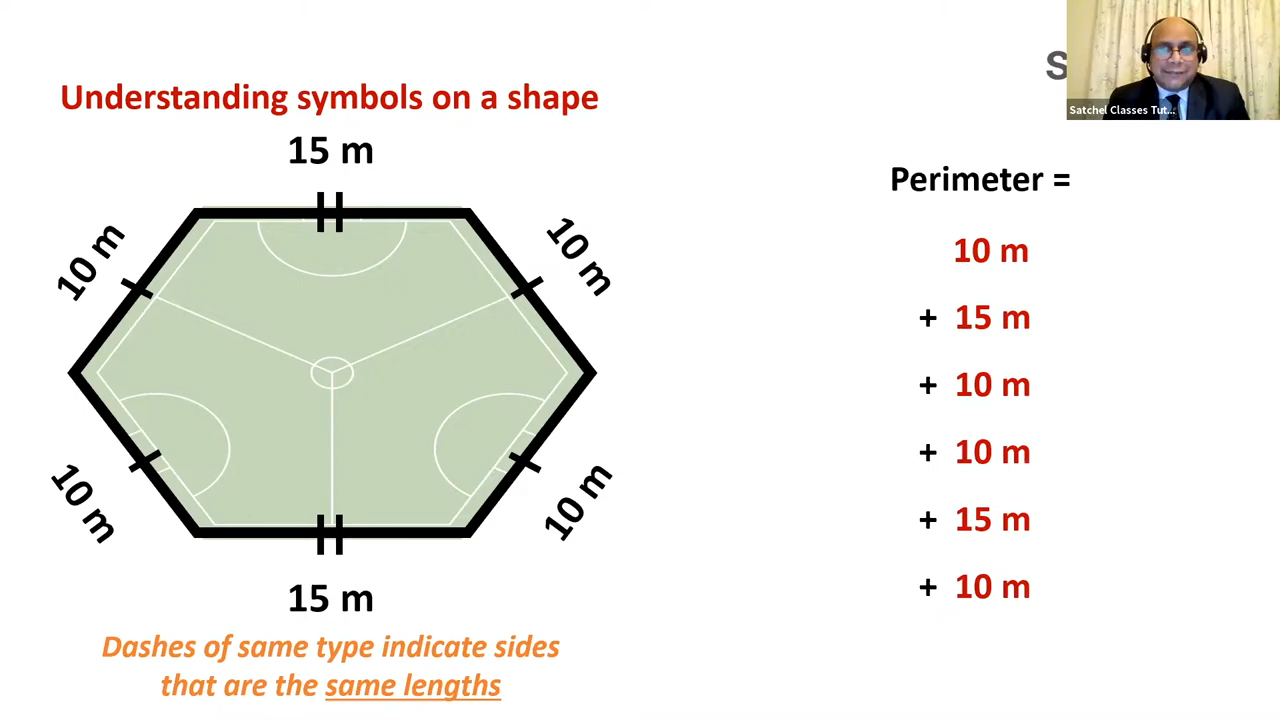 S
Satchel Classes Tut...
Understanding symbols on a shape
15 m
10 m
10 m
10 m
10 m
15 m
Dashes of same type indicate sides
that are the same lengths
Perimeter =
10 m
+ 15 m
+ 10 m
+ 10 m
+ 15 m
+ 10 m